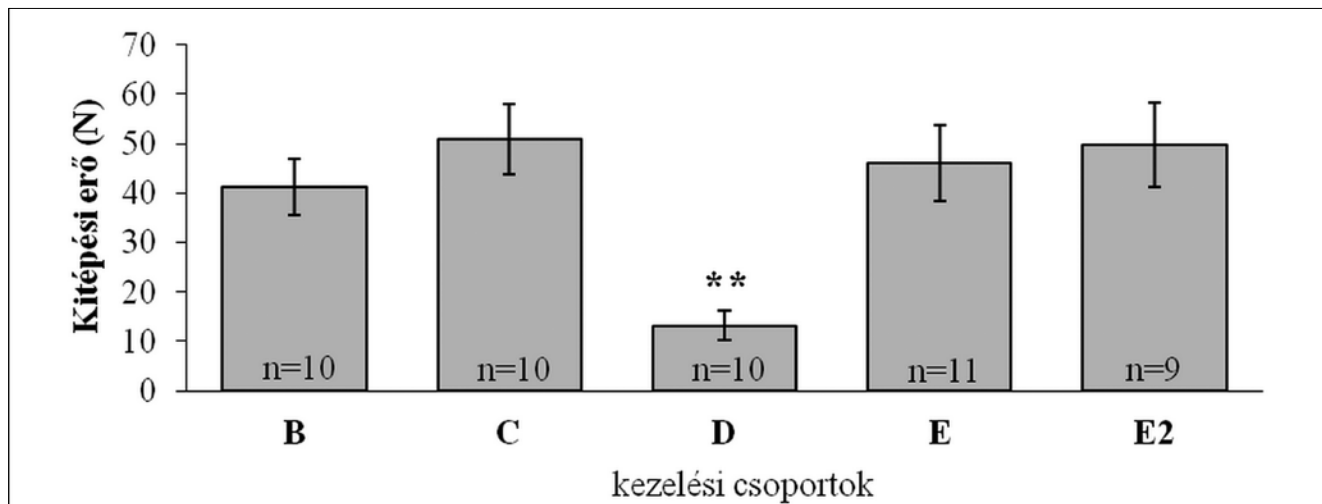 Kitépési erő (N)
70
60
50
40
30
20
10
0
**
n=10
n=10
n=10
n=11
n=9
B
C
D
E
E2
kezelési csoportok